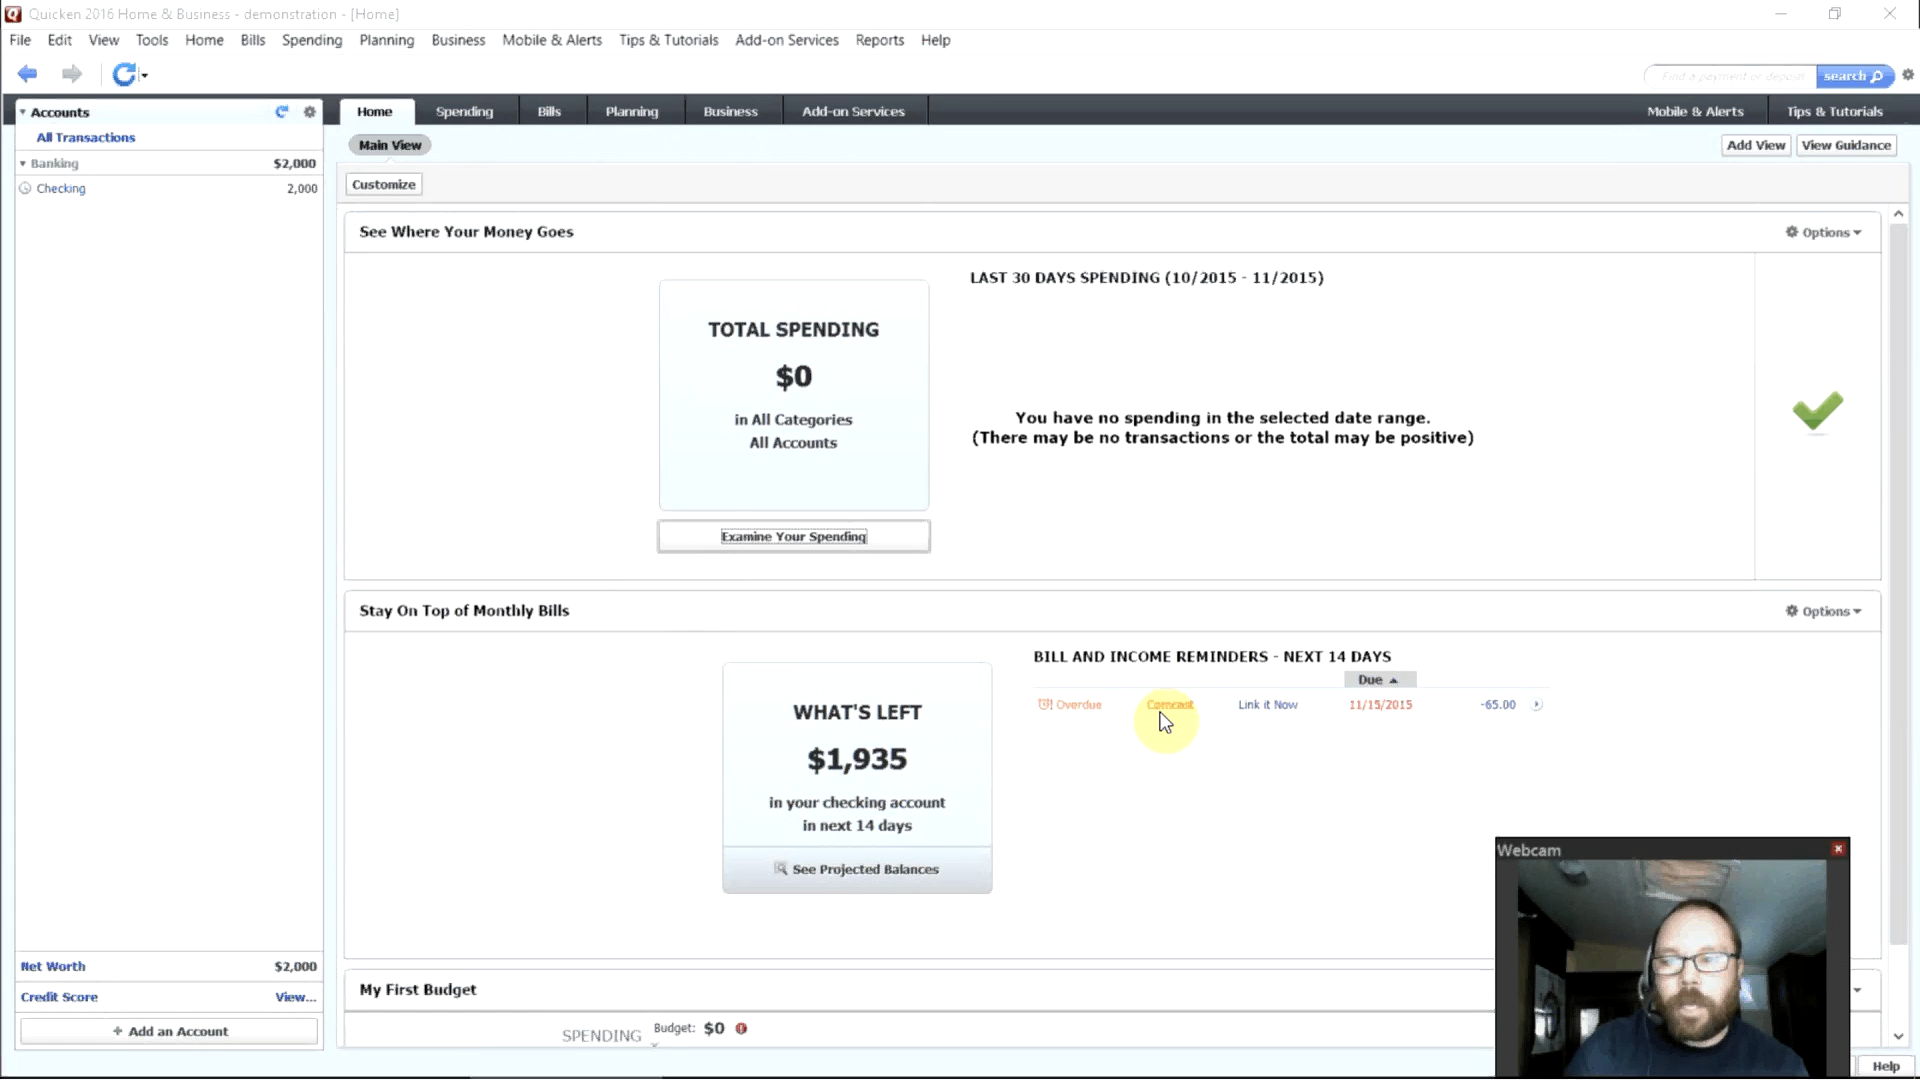 Quicken 2016 Home & Business - demonstration - [Home]
File Edit View Tools Home Bills Spending Planning Business Mobile & Alerts Tips & Tutorials Add-on Services Reports Help
Find a payment or deposit search
Accounts
Home Spending Bills Planning Business Add-on Services Mobile & Alerts Tips & Tutorials
All Transactions
Main View Add View View Guidance
Banking $2,000
Checking 2,000
Customize
See Where Your Money Goes Options
LAST 30 DAYS SPENDING (10/2015 - 11/2015)
TOTAL SPENDING
$0
in All Categories
All Accounts
You have no spending in the selected date range.
(There may be no transactions or the total may be positive)
Examine Your Spending
Stay On Top of Monthly Bills Options
BILL AND INCOME REMINDERS - NEXT 14 DAYS
Due
Overdue Comcast Link it Now 11/15/2015 -65.00
WHAT'S LEFT
$1,935
in your checking account
in next 14 days
See Projected Balances
Webcam
Net Worth $2,000
My First Budget
Credit Score View...
Add an Account
SPENDING Budget: $0
Help